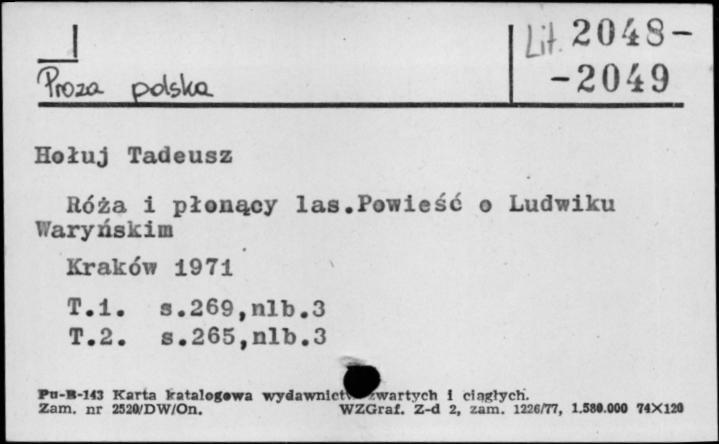 Lit. 2048-
-2049
Proza polska
Hołuj Tadeusz
Róża i płonący las.Powieść o Ludwiku
Waryńskim
Kraków 1971
T.1. s.269,nlb.3
T.2. s.265,nlb.3
Pu-B-143 Karta katalogowa wydawnictw zwartych i ciągłych.
Zam. nr 2520/DW/On. WZGraf. Z-d 2, zam. 1226/77, 1.580.000 74X120